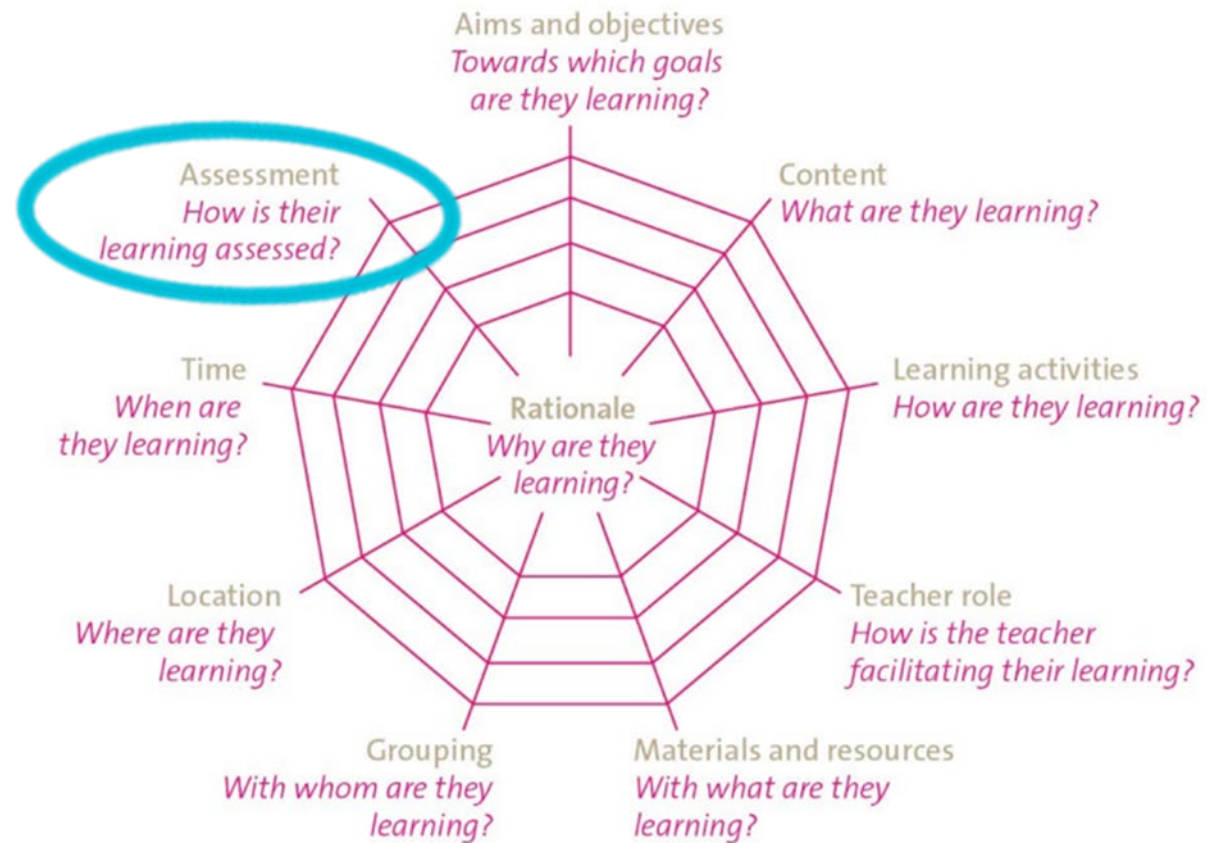 Aims and objectives
Towards which goals
are they learning?
Assessment
How is their
learning assessed?
Content
What are they learning?
Time
When are
they learning?
Learning activities
How are they learning?
Rationale
Why are they
learning?
Location
Where are they
learning?
Teacher role
How is the teacher
facilitating their learning?
Grouping
With whom are they
learning?
Materials and resources
With what are they
learning?